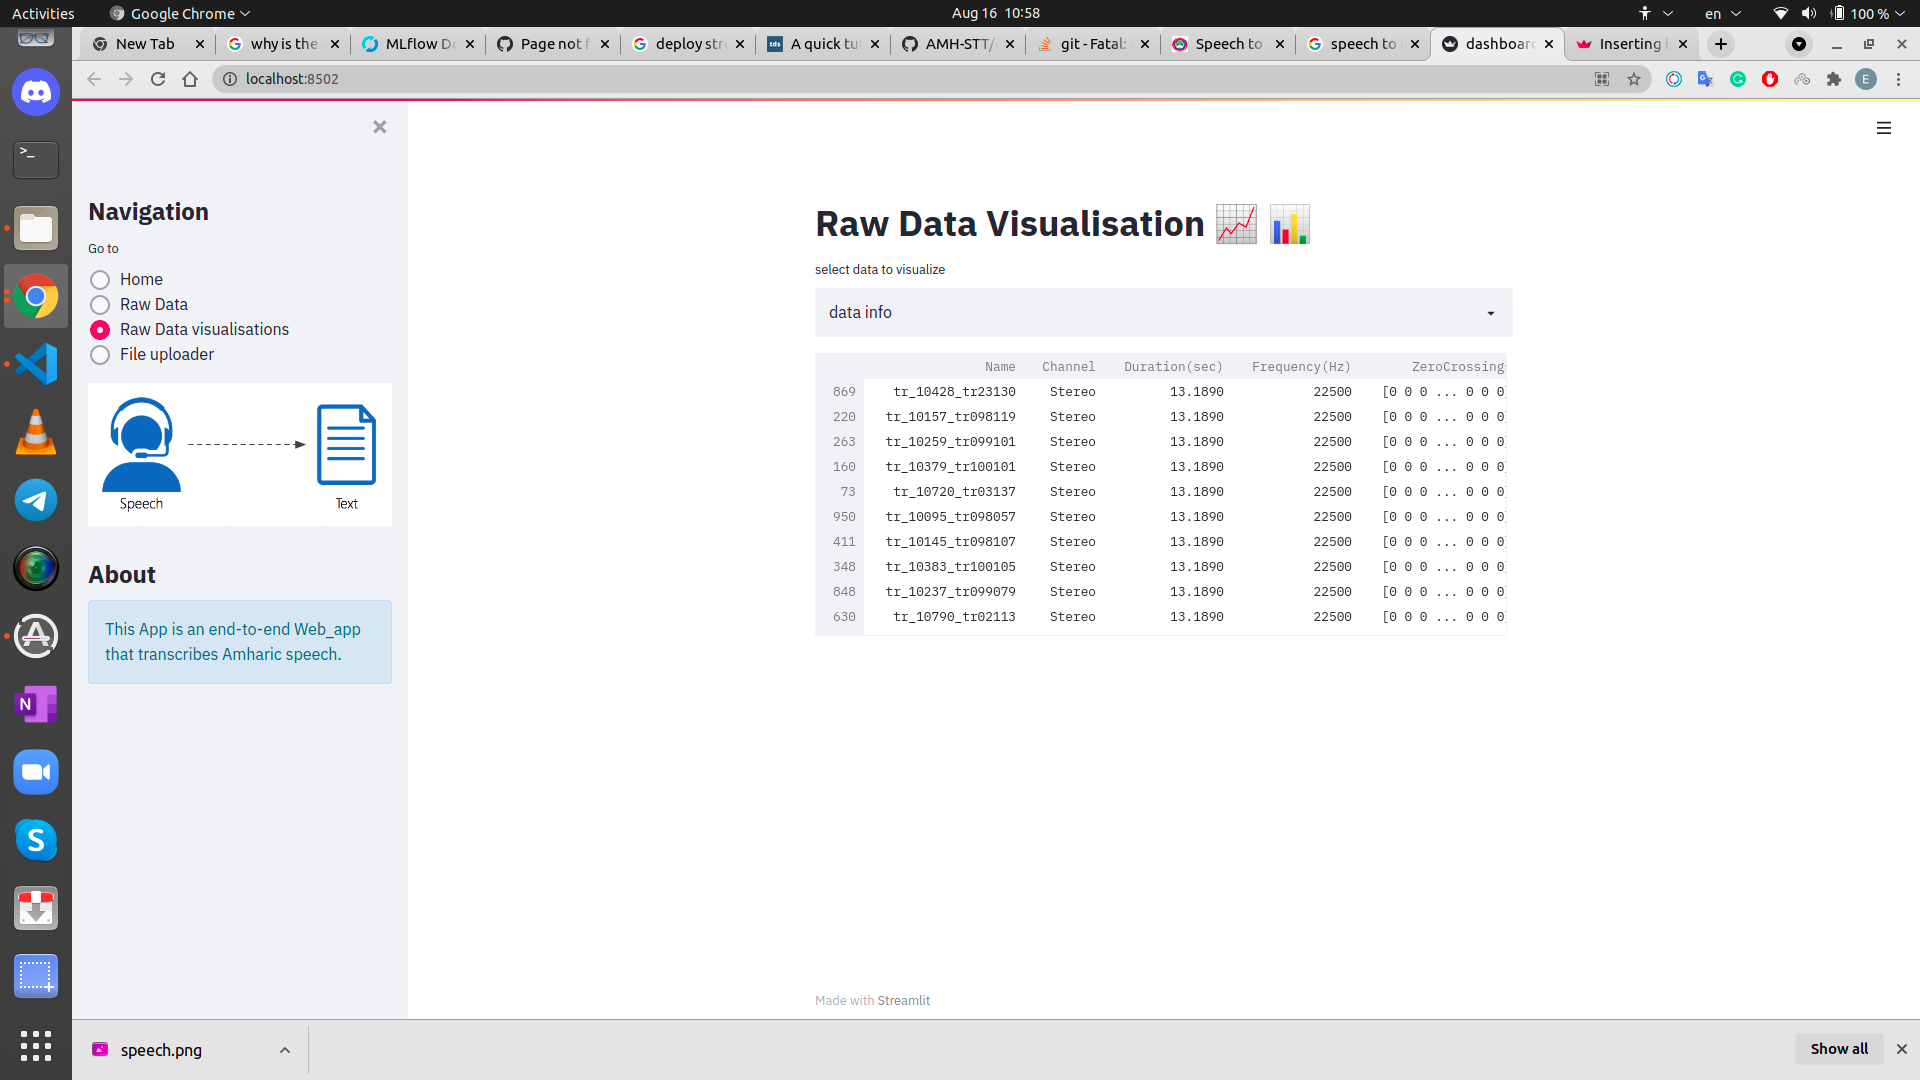 Activities Google Chrome Aug 16 10:58 en 100 %
New Tab why is the MLflow Do Page not f deploy str A quick tu AMH-STT/ git - Fatal: Speech to speech to dashboard Inserting i
localhost:8502 E
Navigation
Go to
Home
Raw Data
Raw Data visualisations
File uploader
Speech Text
About
This App is an end-to-end Web_app
that transcribes Amharic speech.
Raw Data Visualisation
select data to visualize
data info
Name Channel Duration(sec) Frequency(Hz) ZeroCrossing
869 tr_10428_tr23130 Stereo 13.1890 22500 [0 0 0 ... 0 0 0]
220 tr_10157_tr098119 Stereo 13.1890 22500 [0 0 0 ... 0 0 0]
263 tr_10259_tr099101 Stereo 13.1890 22500 [0 0 0 ... 0 0 0]
160 tr_10379_tr100101 Stereo 13.1890 22500 [0 0 0 ... 0 0 0]
73 tr_10720_tr03137 Stereo 13.1890 22500 [0 0 0 ... 0 0 0]
950 tr_10095_tr098057 Stereo 13.1890 22500 [0 0 0 ... 0 0 0]
411 tr_10145_tr098107 Stereo 13.1890 22500 [0 0 0 ... 0 0 0]
348 tr_10383_tr100105 Stereo 13.1890 22500 [0 0 0 ... 0 0 0]
848 tr_10237_tr099079 Stereo 13.1890 22500 [0 0 0 ... 0 0 0]
630 tr_10790_tr02113 Stereo 13.1890 22500 [0 0 0 ... 0 0 0]
Made with Streamlit
speech.png Show all